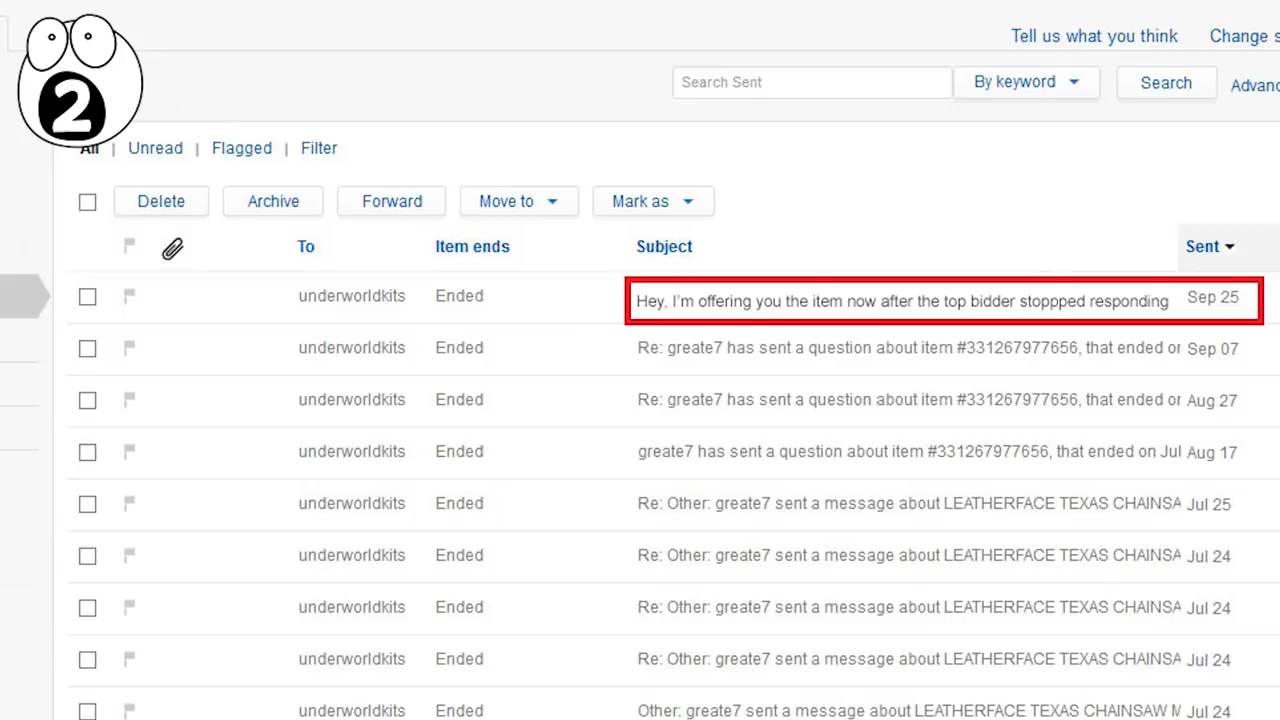 2
Tell us what you think Change s
Search Sent By keyword Search Advanc
All | Unread | Flagged | Filter
Delete Archive Forward Move to Mark as
To Item ends Subject Sent
underworldkits Ended Hey, I'm offering you the item now after the top bidder stoppped responding Sep 25
underworldkits Ended Re: greate7 has sent a question about item #331267977656, that ended or Sep 07
underworldkits Ended Re: greate7 has sent a question about item #331267977656, that ended or Aug 27
underworldkits Ended greate7 has sent a question about item #331267977656, that ended on Jul Aug 17
underworldkits Ended Re: Other: greate7 sent a message about LEATHERFACE TEXAS CHAINSA Jul 25
underworldkits Ended Re: Other: greate7 sent a message about LEATHERFACE TEXAS CHAINSA Jul 24
underworldkits Ended Re: Other: greate7 sent a message about LEATHERFACE TEXAS CHAINSA Jul 24
underworldkits Ended Re: Other: greate7 sent a message about LEATHERFACE TEXAS CHAINSA Jul 24
underworldkits Ended Other: greate7 sent a message about LEATHERFACE TEXAS CHAINSAW M Jul 24